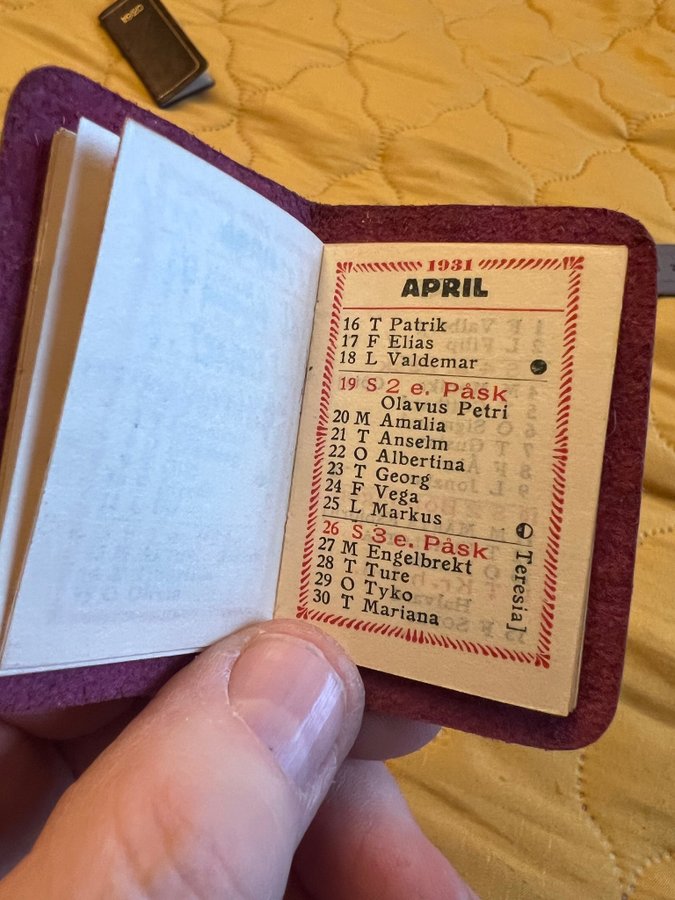 1931
APRIL
16 T Patrik
17 F Elias
18 L Valdemar
19 S 2 e. Påsk
Olavus Petri
20 M Amalia
21 T Anselm
22 O Albertina
23 T Georg
24 F Vega
25 L Markus
26 S 3 e. Påsk
27 M Engelbrekt
28 T Ture
29 O Tyko
30 T Mariana
Teresia]